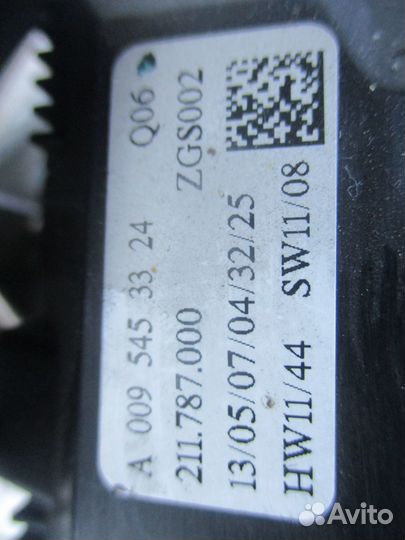 A 009 545 33 24 Q06
211.787.000 ZGS002
13/05/07/04/32/25
HW11/44 SW11/08
Avito